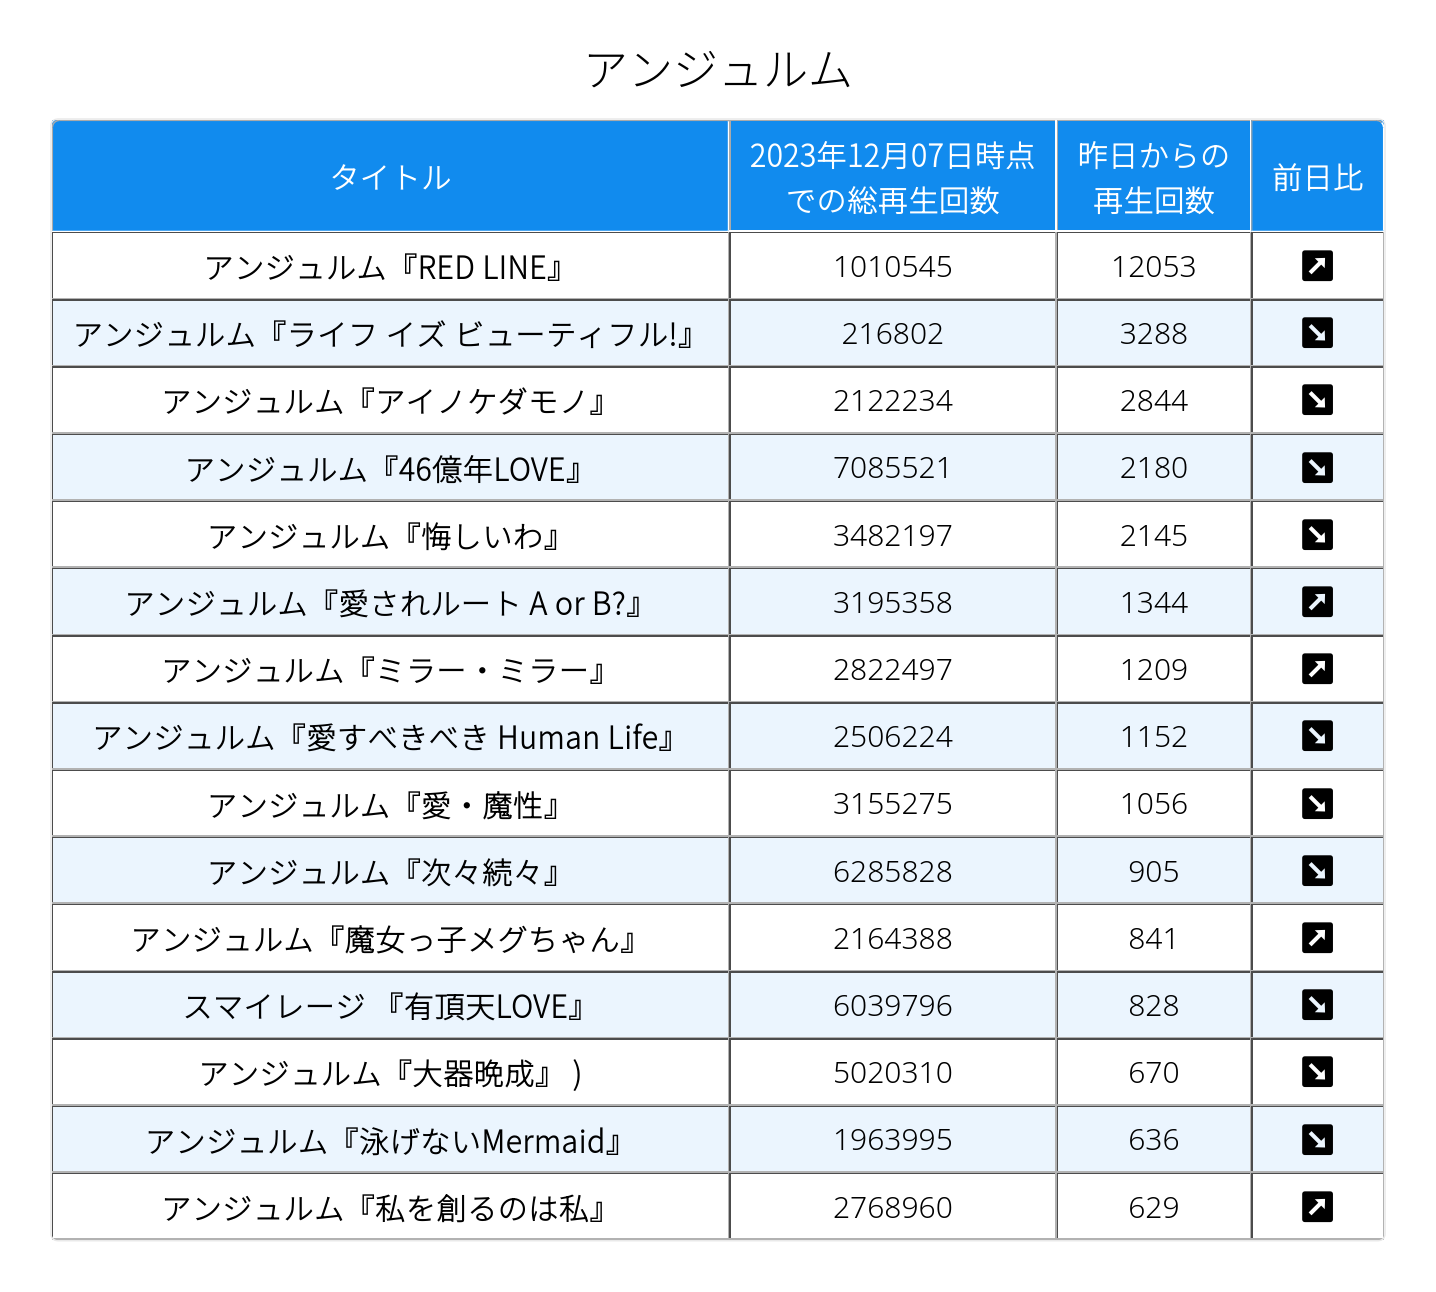 アンジュルム
タイトル 2023年12月07日時点での総再生回数 昨日からの再生回数 前日比
アンジュルム『RED LINE』 1010545 12053
アンジュルム『ライフ イズ ビューティフル!』 216802 3288
アンジュルム『アイノケダモノ』 2122234 2844
アンジュルム『46億年LOVE』 7085521 2180
アンジュルム『悔しいわ』 3482197 2145
アンジュルム『愛されルート A or B?』 3195358 1344
アンジュルム『ミラー・ミラー』 2822497 1209
アンジュルム『愛すべきべき Human Life』 2506224 1152
アンジュルム『愛・魔性』 3155275 1056
アンジュルム『次々続々』 6285828 905
アンジュルム『魔女っ子メグちゃん』 2164388 841
スマイレージ 『有頂天LOVE』 6039796 828
アンジュルム『大器晩成』 ) 5020310 670
アンジュルム『泳げないMermaid』 1963995 636
アンジュルム『私を創るのは私』 2768960 629